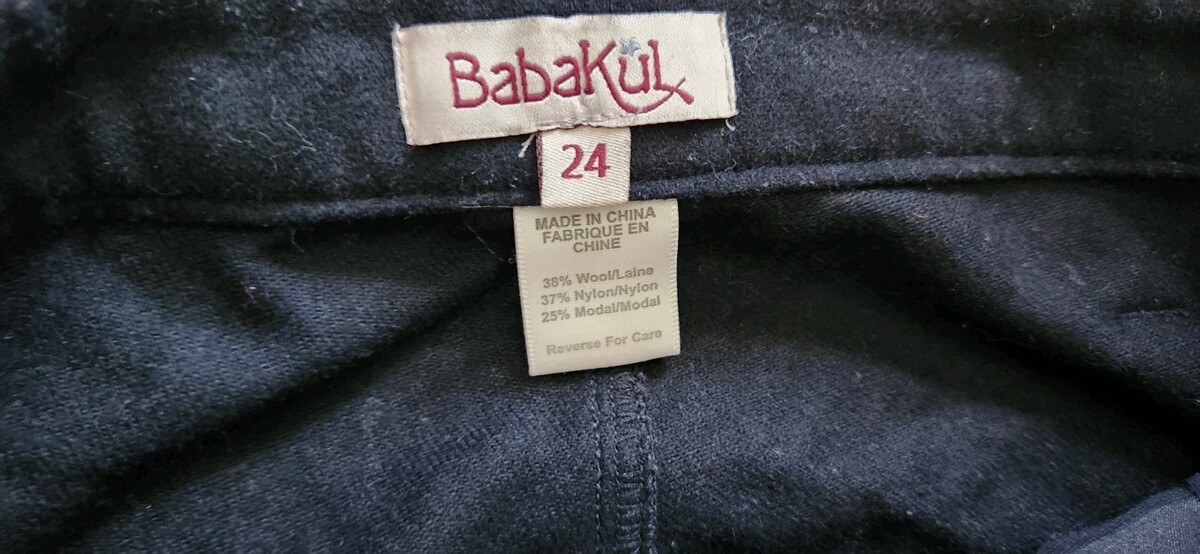 BabaKül
24
MADE IN CHINA
FABRIQUE EN
CHINE
38% Wool/Laine
37% Nylon/Nylon
25% Modal/Modal
Reverse For Care